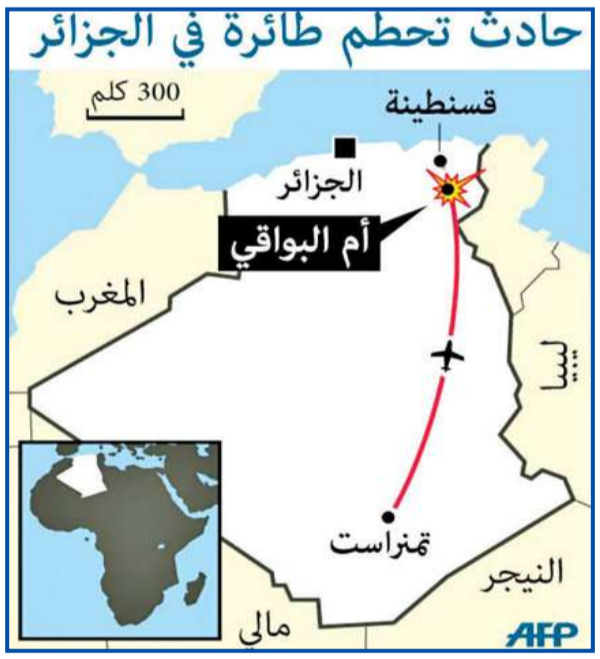 حادث تحطم طائرة في الجزائر
300 كلم
قسنطينة
الجزائر
أم البواقي
المغرب
ليبيا
تمنراست
النيجر
مالي
AFP